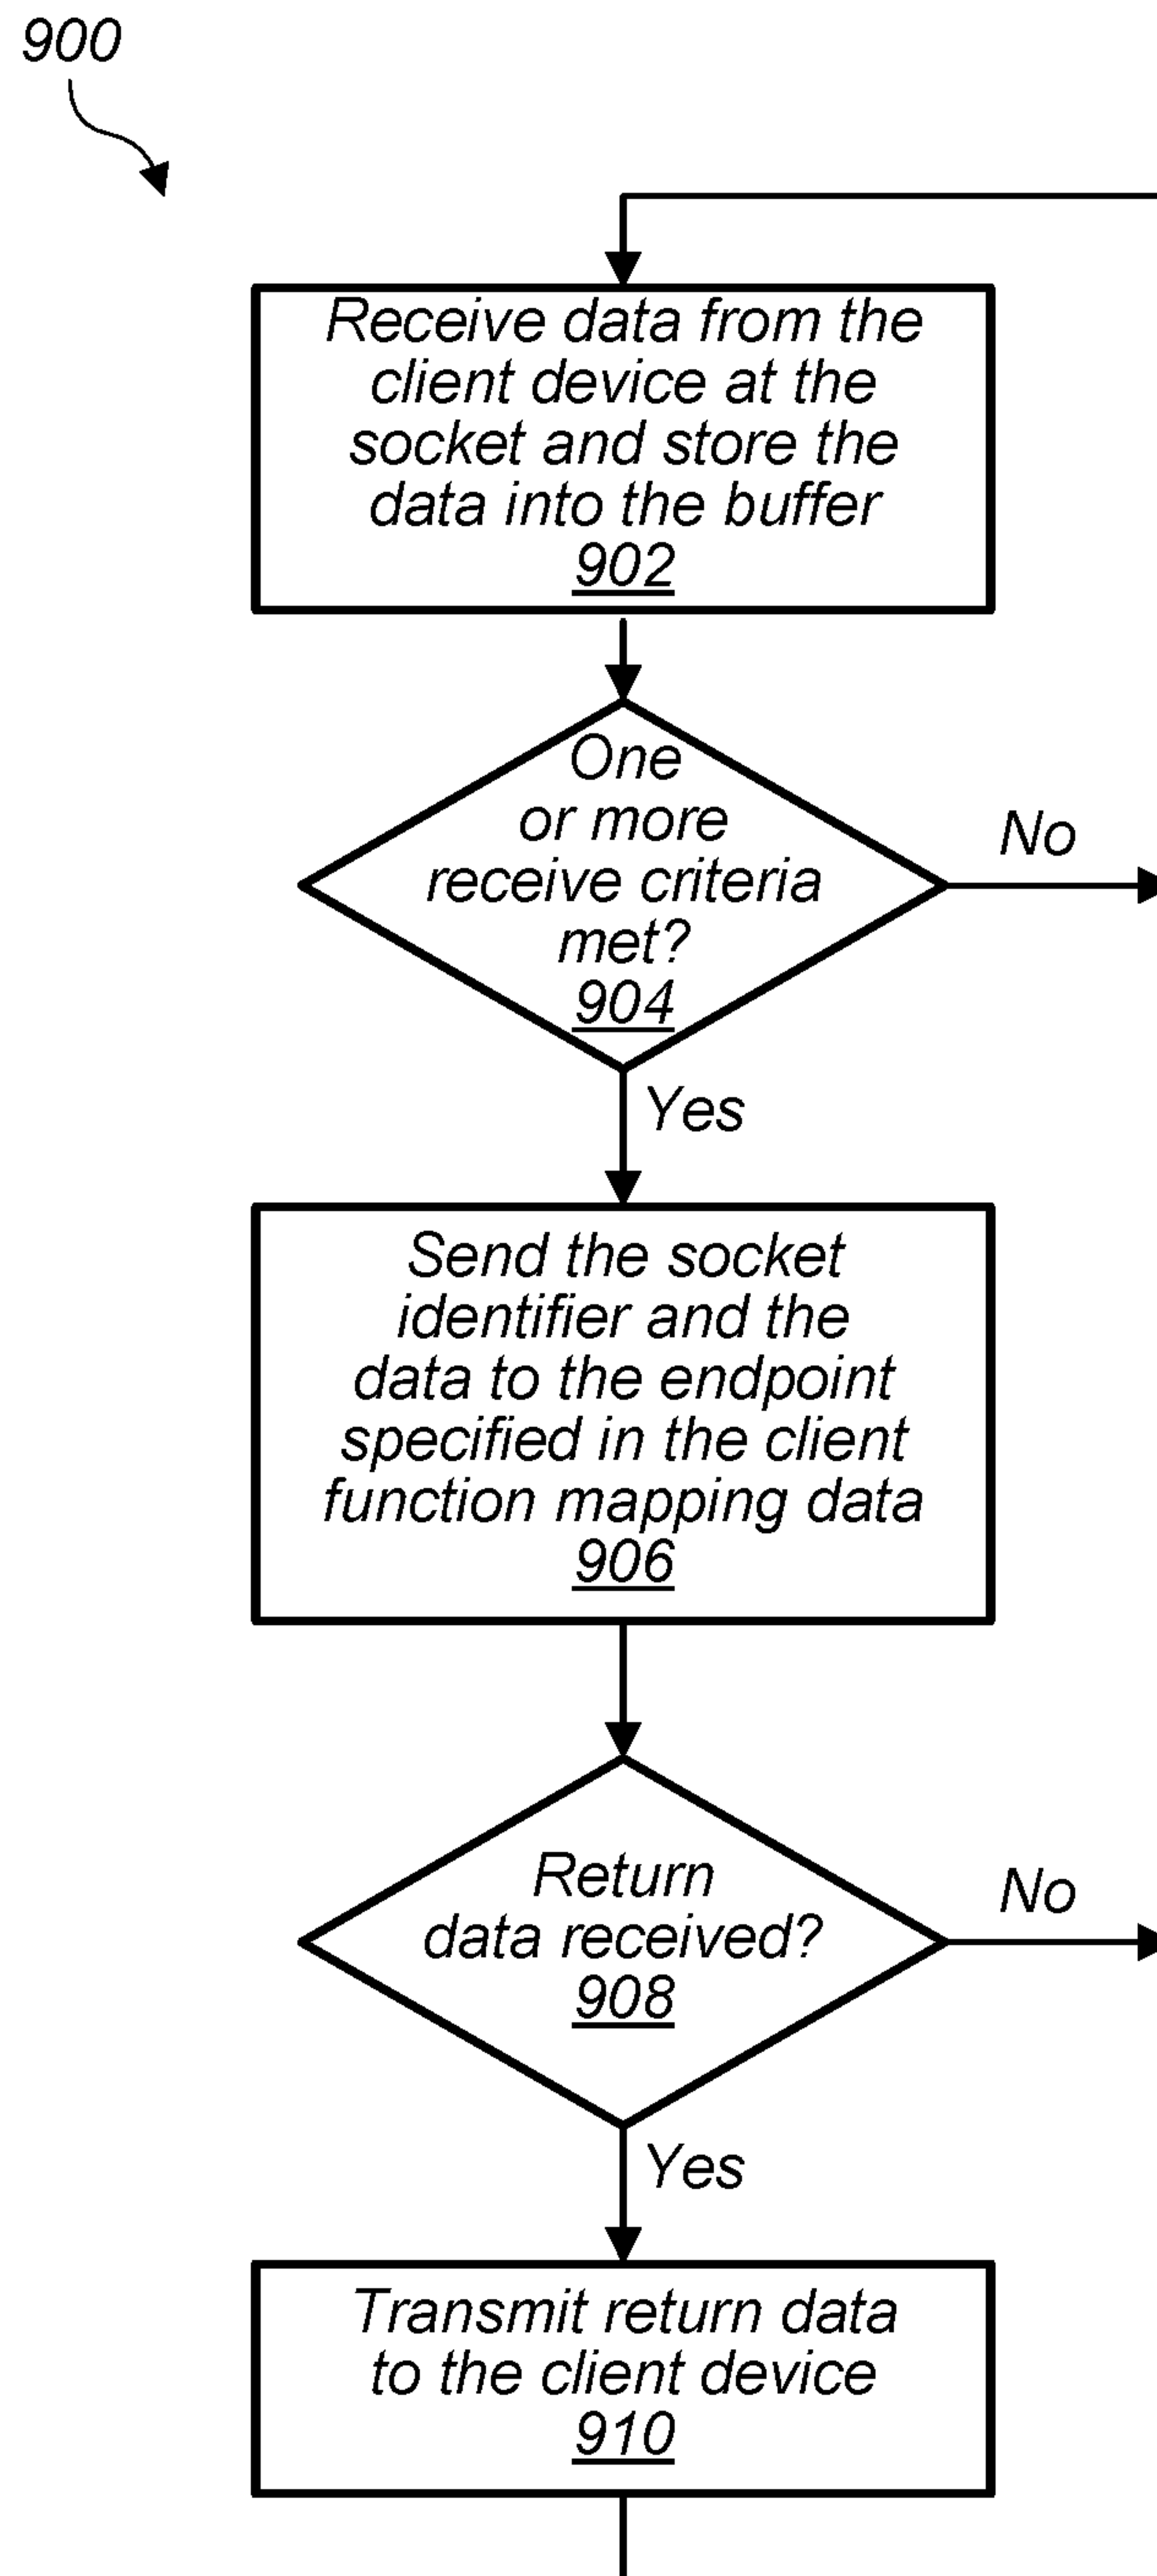 900
Receive data from the
client device at the
socket and store the
data into the buffer
902
One
or more
receive criteria
met?
904
No
Yes
Send the socket
identifier and the
data to the endpoint
specified in the client
function mapping data
906
Return
data received?
908
No
Yes
Transmit return data
to the client device
910